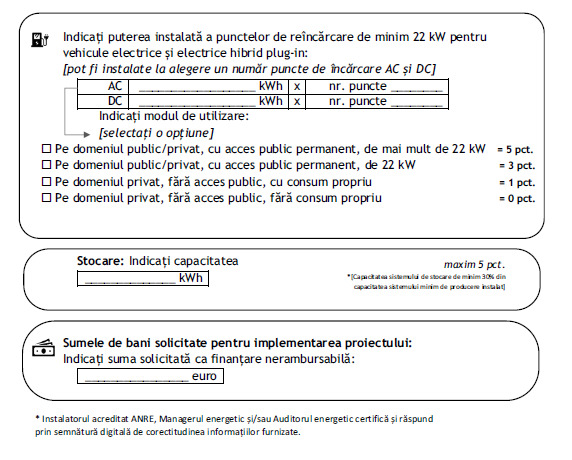 Indicați puterea instalată a punctelor de reîncărcare de minim 22 kW pentru
vehicule electrice și electrice hibrid plug-in:
[pot fi instalate la alegere un număr puncte de încărcare AC și DC]
AC ________________ kWh x nr. puncte _______
DC ________________ kWh x nr. puncte _______
Indicați modul de utilizare:
[selectați o opțiune]
☐ Pe domeniul public/privat, cu acces public permanent, de mai mult de 22 kW = 5 pct.
☐ Pe domeniul public/privat, cu acces public permanent, de 22 kW = 3 pct.
☐ Pe domeniul privat, fără acces public, cu consum propriu = 1 pct.
☐ Pe domeniul privat, fără acces public, fără consum propriu = 0 pct.
Stocare: Indicați capacitatea maxim 5 pct.
______________ kWh
*[Capacitatea sistemului de stocare de minim 30% din
capacitatea sistemului minim de producere instalat]
Sumele de bani solicitate pentru implementarea proiectului:
Indicați suma solicitată ca finanțare nerambursabilă:
________________ euro
* Instalatorul acreditat ANRE, Managerul energetic și/sau Auditorul energetic certifică și răspund
prin semnătură digitală de corectitudinea informațiilor furnizate.